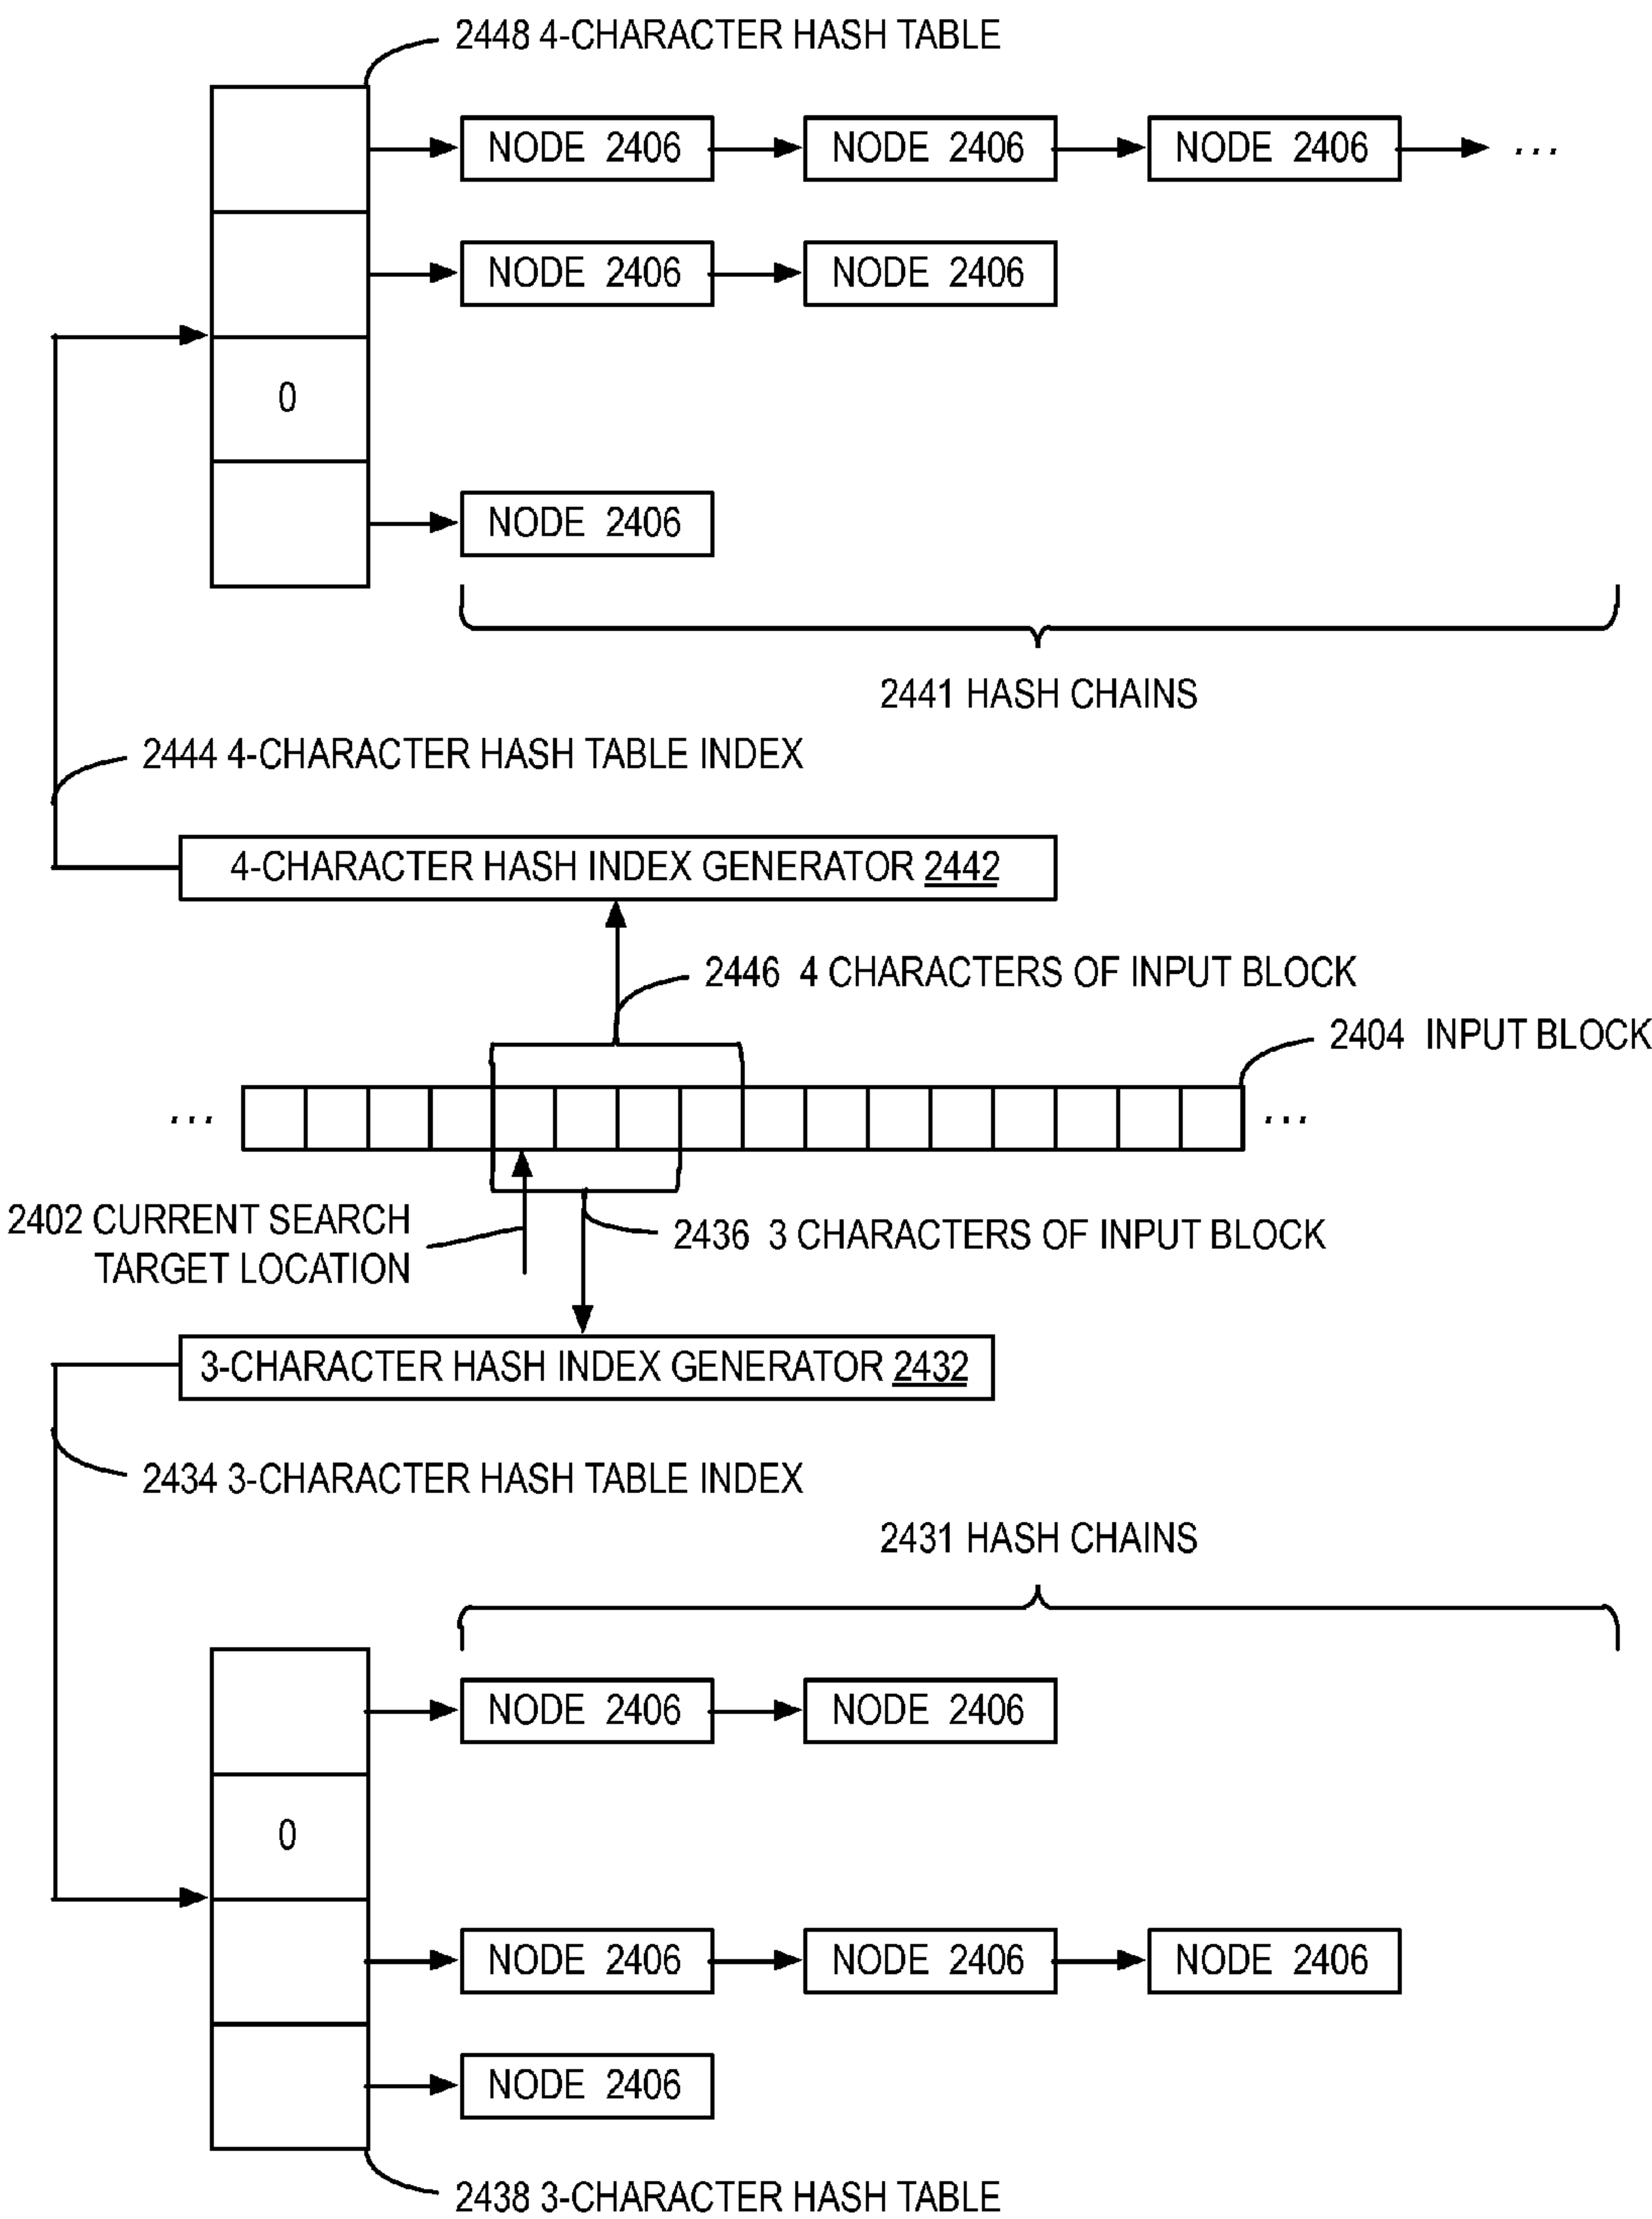 2448 4-CHARACTER HASH TABLE
NODE 2406 NODE 2406 NODE 2406 ...
NODE 2406 NODE 2406
0
NODE 2406
2441 HASH CHAINS
2444 4-CHARACTER HASH TABLE INDEX
4-CHARACTER HASH INDEX GENERATOR 2442
2446 4 CHARACTERS OF INPUT BLOCK
2404 INPUT BLOCK
... ...
2402 CURRENT SEARCH
TARGET LOCATION
2436 3 CHARACTERS OF INPUT BLOCK
3-CHARACTER HASH INDEX GENERATOR 2432
2434 3-CHARACTER HASH TABLE INDEX
2431 HASH CHAINS
NODE 2406 NODE 2406
0
NODE 2406 NODE 2406 NODE 2406
NODE 2406
2438 3-CHARACTER HASH TABLE